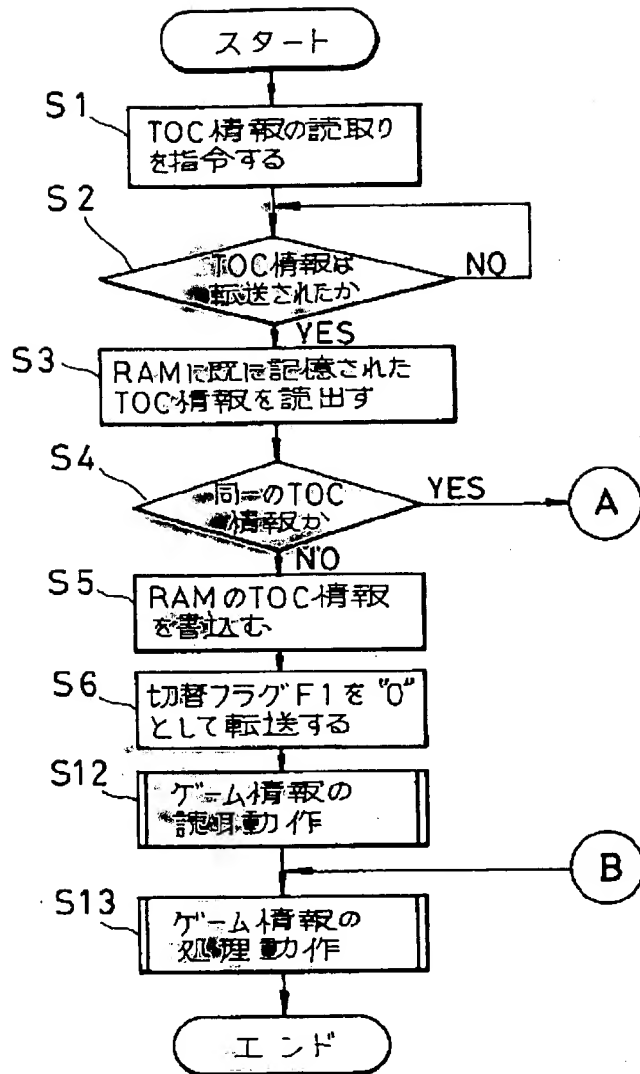 スタート
S1
TOC情報の読取り
を指令する
S2
TOC情報は
転送されたか
NO
YES
S3
RAMに既に記憶された
TOC情報を読出す
S4
同一のTOC
情報か
YES
A
NO
S5
RAMのTOC情報
を書込む、
S6
切替フラグF1を"0"
として転送する
S12
ゲーム情報の
読取動作
B
S13
ゲーム情報の
処理動作
エンド